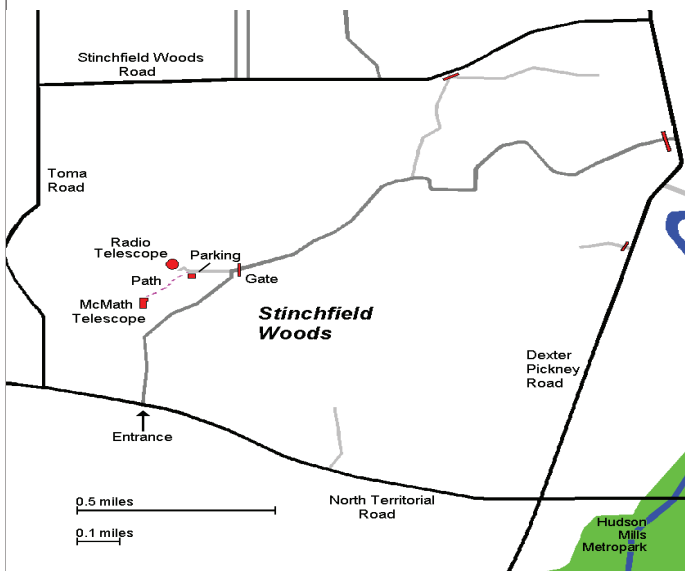 Stinchfield Woods
Road
Toma
Road
Radio
Telescope
Parking
Path
Gate
McMath
Telescope
Stinchfield
Woods
Dexter
Pickney
Road
Entrance
0.5 miles
North Territorial
Road
0.1 miles
Hudson
Mills
Metropark